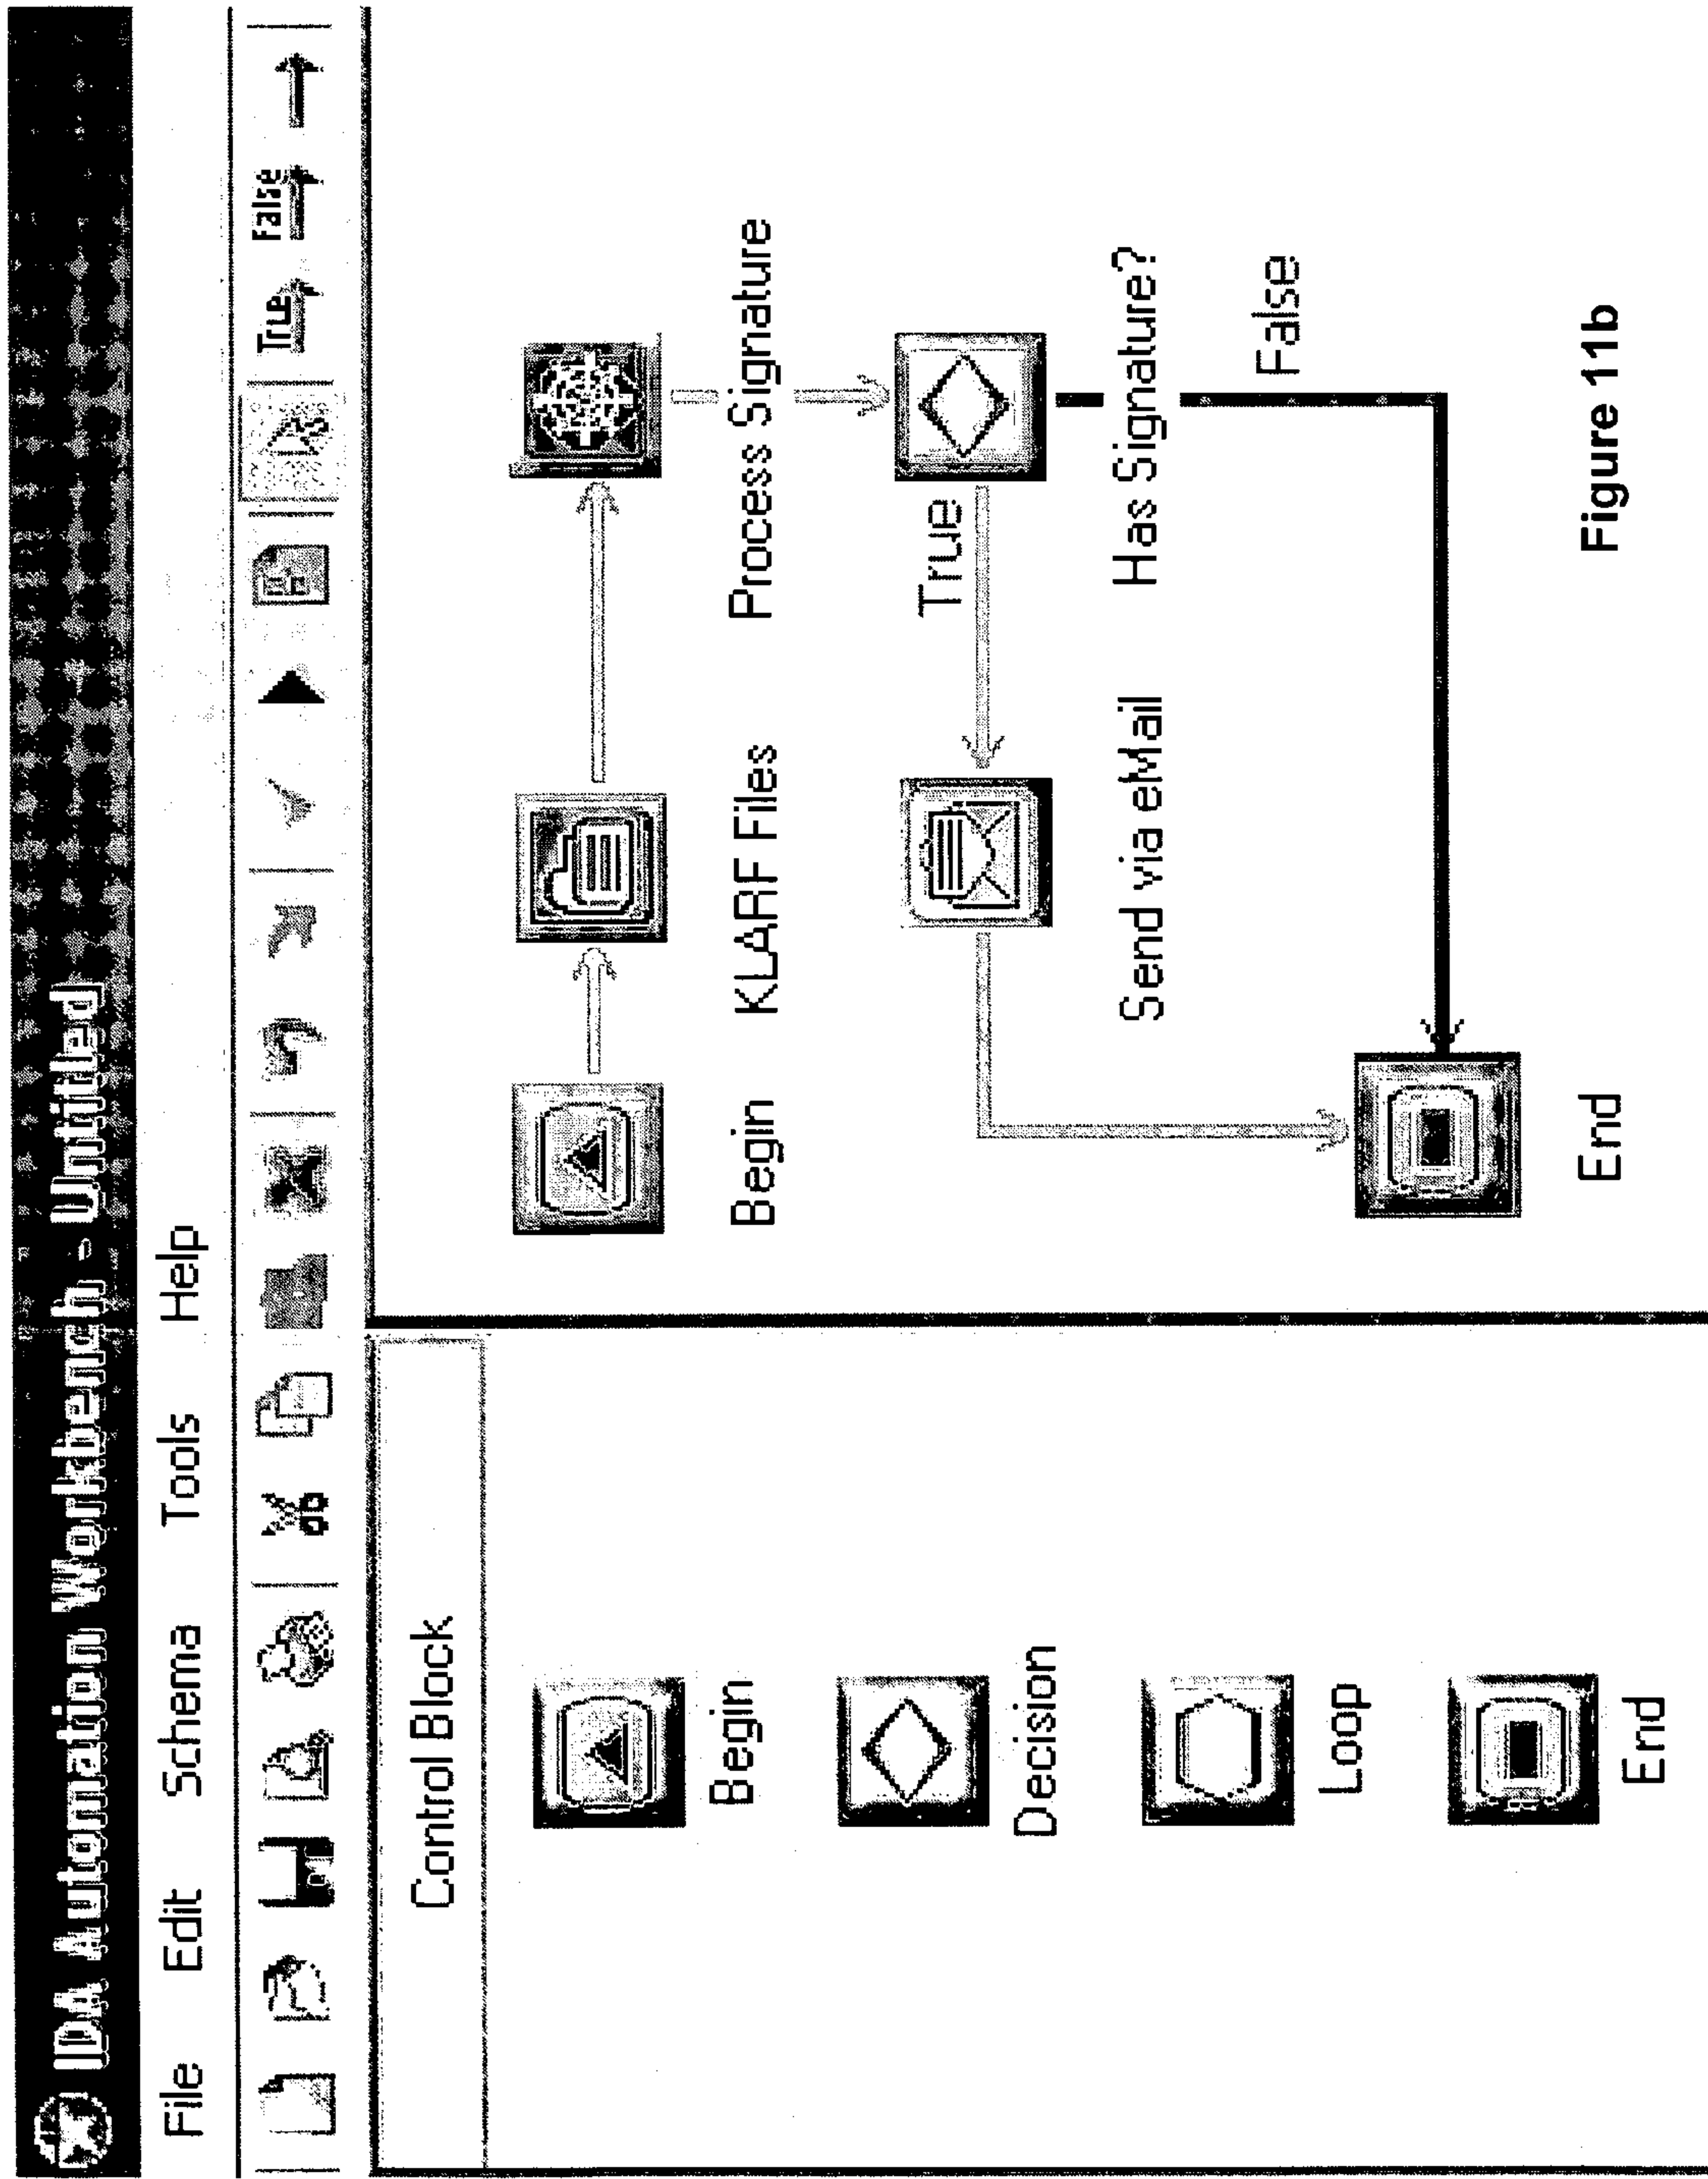 IDA Automation Workbench - Untitled
File Edit Schema Tools Help
True False
Control Block
Begin
Decision
Loop
End
Begin
KLARF Files
Process Signature
True
Send via eMail
Has Signature?
False
End
Figure 11b